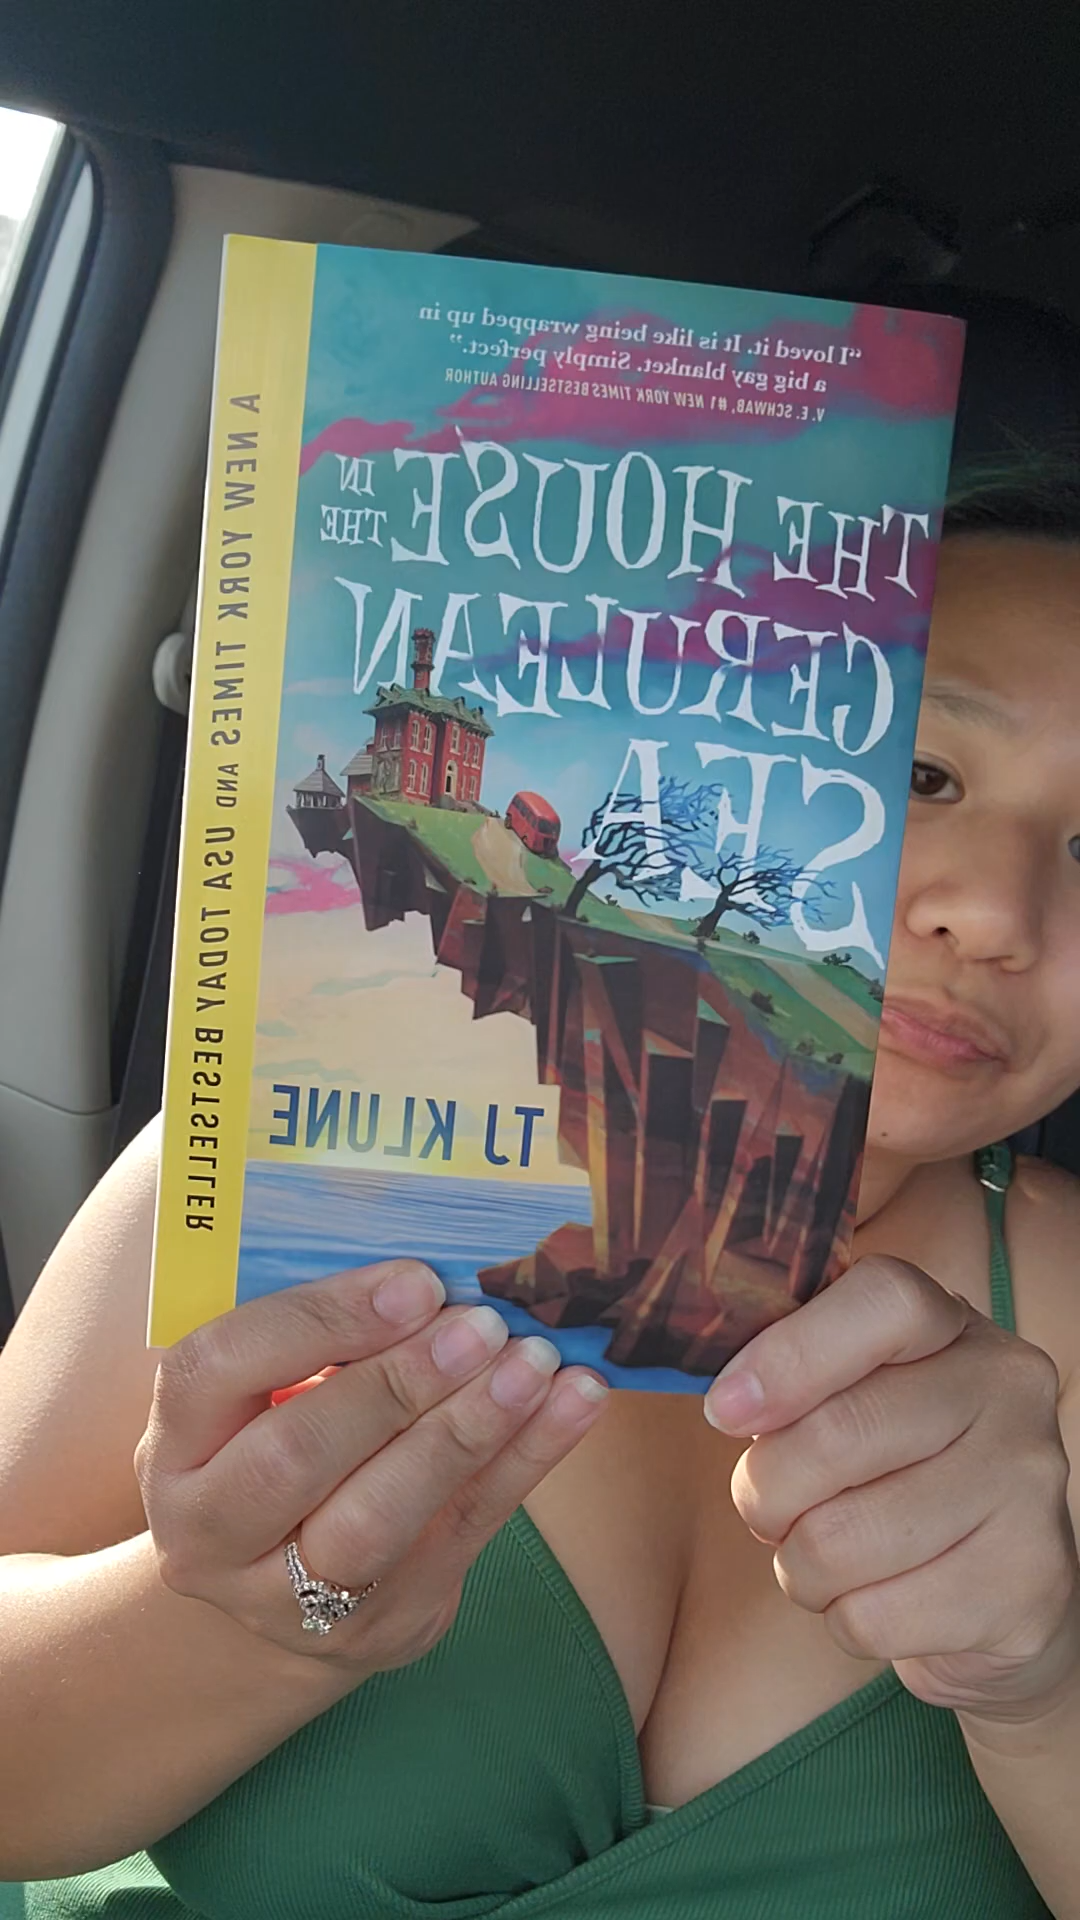 "I loved it. It is like being wrapped up in
a big gay blanket. Simply perfect."
V. E. SCHWAB, #1 NEW YORK TIMES BESTSELLING AUTHOR
THE HOUSE IN
THE
CERULEAN
SEA
TJ KLUNE
A NEW YORK TIMES AND USA TODAY BESTSELLER